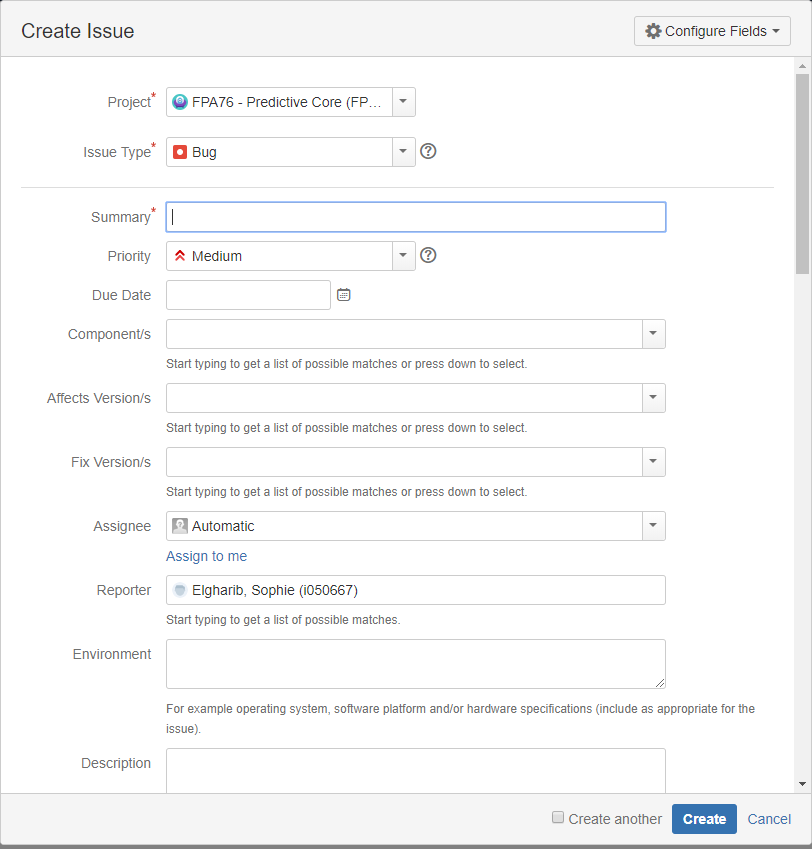 Create Issue
Configure Fields
Project* FPA76 - Predictive Core (FP...
Issue Type* Bug
Summary*
Priority Medium
Due Date
Component/s
Start typing to get a list of possible matches or press down to select.
Affects Version/s
Start typing to get a list of possible matches or press down to select.
Fix Version/s
Start typing to get a list of possible matches or press down to select.
Assignee Automatic
Assign to me
Reporter Elgharib, Sophie (i050667)
Start typing to get a list of possible matches.
Environment
For example operating system, software platform and/or hardware specifications (include as appropriate for the
issue).
Description
Create another Create Cancel